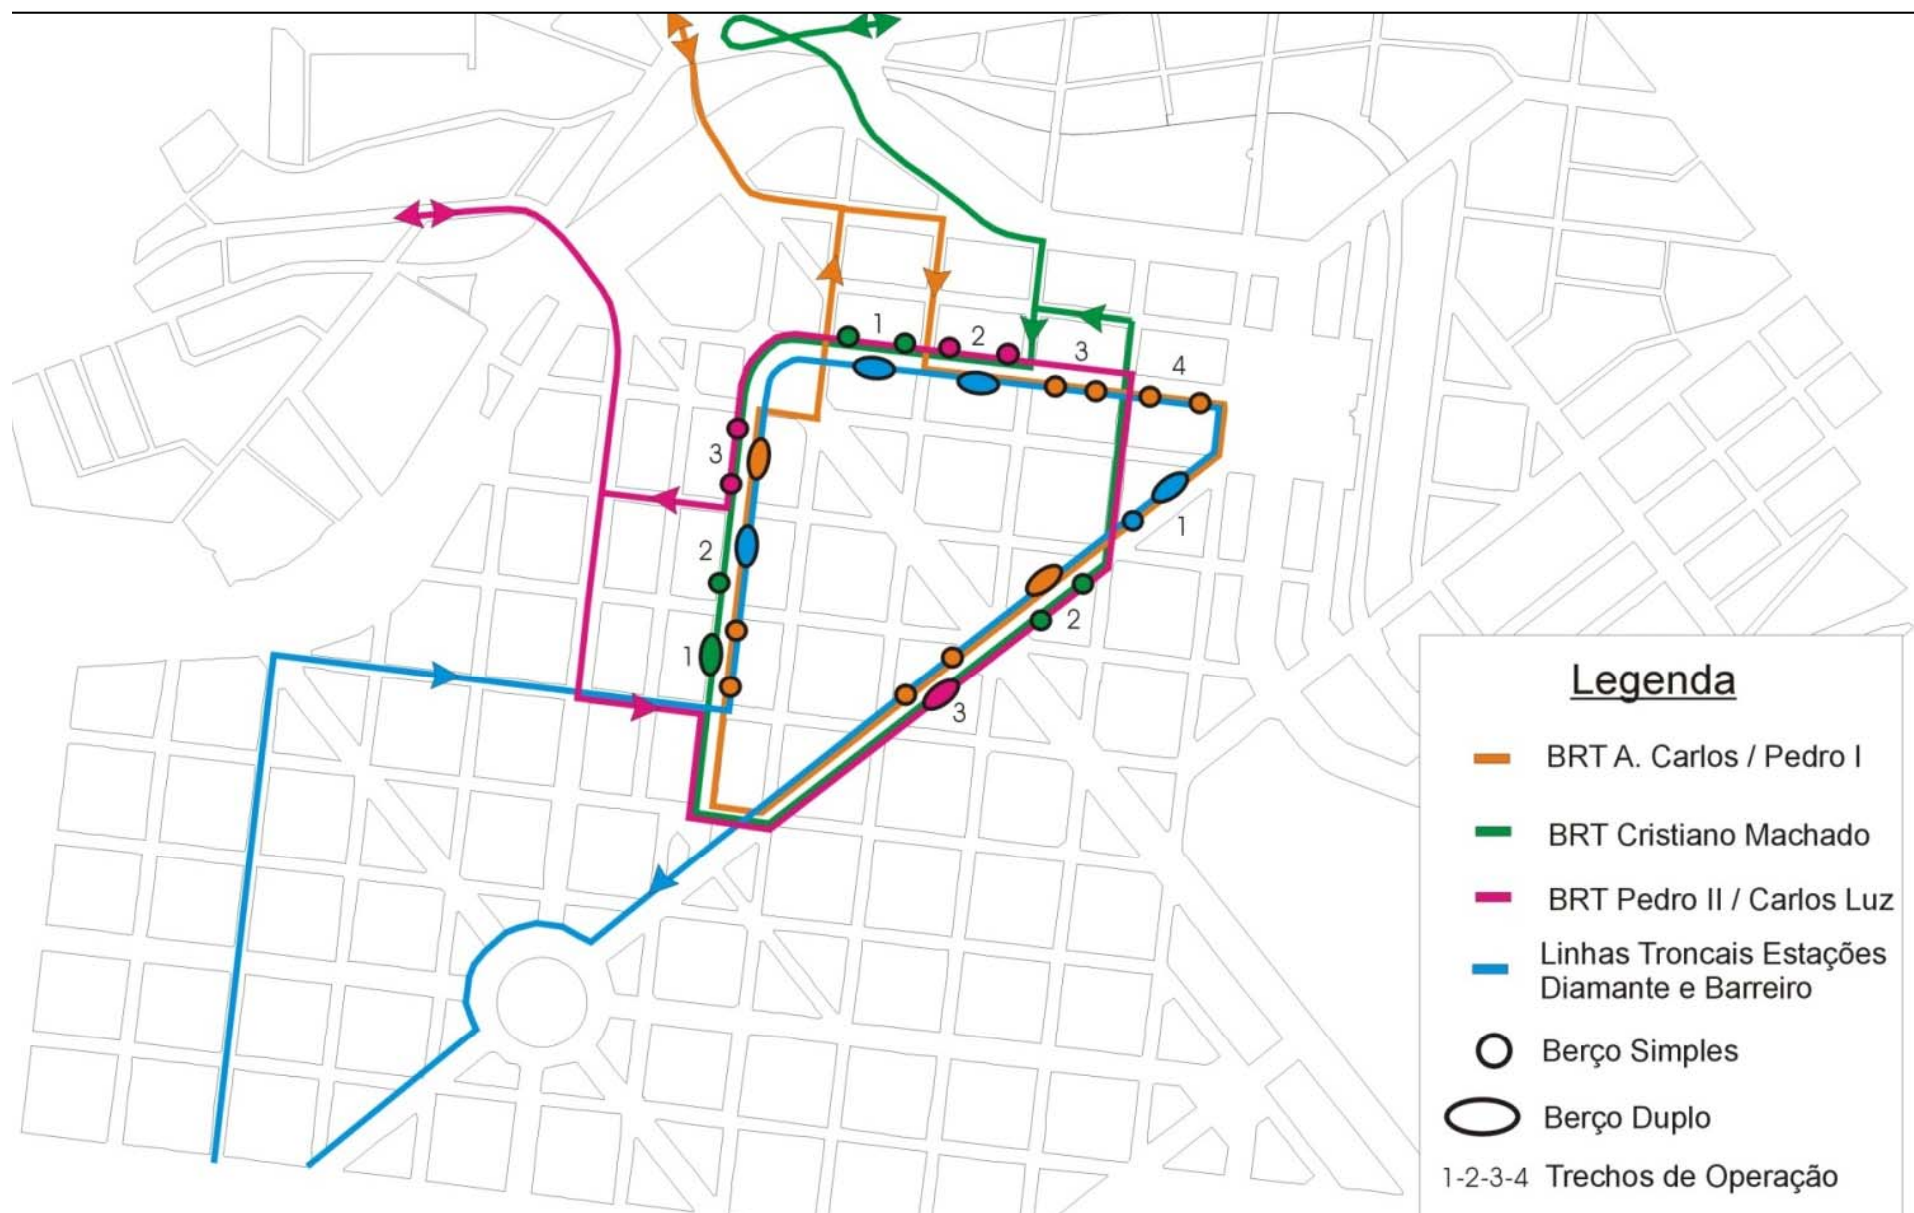 1
2
3
4
3
2
1
1
2
3
Legenda
BRT A. Carlos / Pedro I
BRT Cristiano Machado
BRT Pedro II / Carlos Luz
Linhas Troncais Estações
Diamante e Barreiro
Berço Simples
Berço Duplo
1-2-3-4 Trechos de Operação